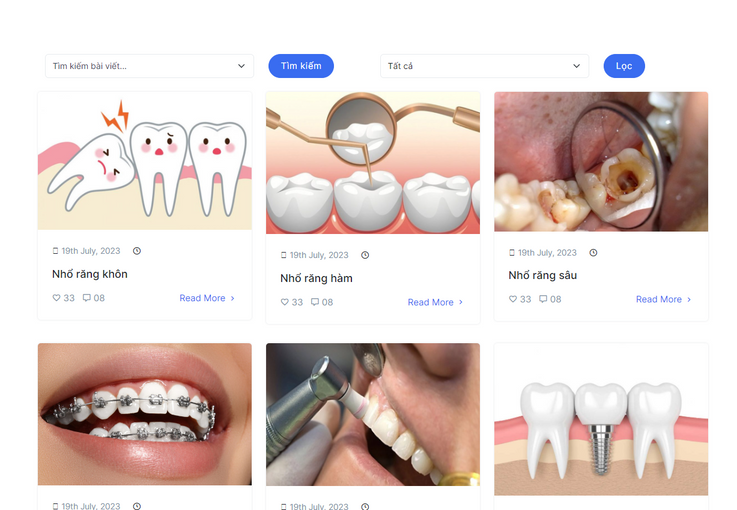 Tìm kiếm bài viết... Tìm kiếm Tất cả Lọc
19th July, 2023 19th July, 2023 19th July, 2023
Nhổ răng khôn Nhổ răng hàm Nhổ răng sâu
33 08 Read More > 33 08 Read More > 33 08 Read More >
19th July, 2023 19th July, 2023